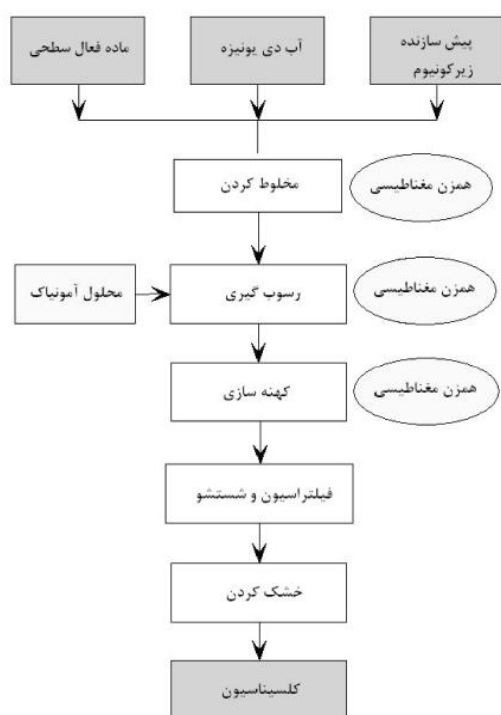 پیش سازنده
زیرکونیوم
آب دی یونیزه
ماده فعال سطحی
مخلوط کردن
همزن مغناطیسی
رسوب گیری
همزن مغناطیسی
محلول آمونیاک
کهنه سازی
همزن مغناطیسی
فیلتراسیون و شستشو
خشک کردن
کلسیناسیون